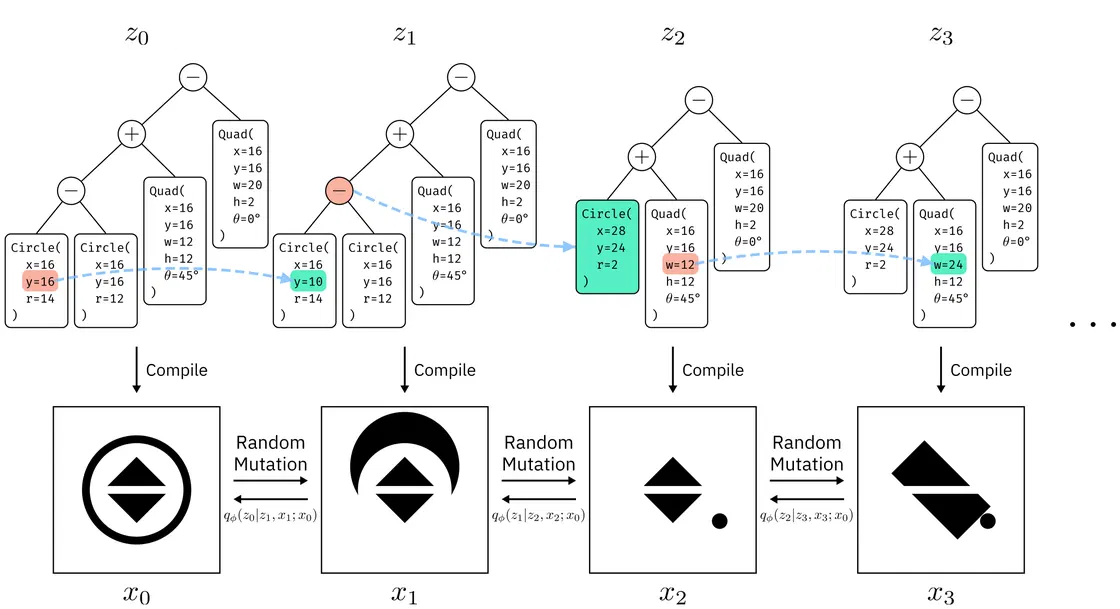 z₀
−
+
−
Circle(
x=16
y=16
r=14
)
Circle(
x=16
y=16
r=12
)
Quad(
x=16
y=16
w=12
h=12
θ=45°
)
Quad(
x=16
y=16
w=20
h=2
θ=0°
)
z₁
−
+
−
Circle(
x=16
y=10
r=14
)
Circle(
x=16
y=16
r=12
)
Quad(
x=16
y=16
w=12
h=12
θ=45°
)
Quad(
x=16
y=16
w=20
h=2
θ=0°
)
z₂
−
+
Circle(
x=28
y=24
r=2
)
Quad(
x=16
y=16
w=12
h=12
θ=45°
)
Quad(
x=16
y=16
w=20
h=2
θ=0°
)
z₃
−
+
Circle(
x=28
y=24
r=2
)
Quad(
x=16
y=16
w=24
h=12
θ=45°
)
Quad(
x=16
y=16
w=20
h=2
θ=0°
)
. . .
Compile
Compile
Compile
Compile
Random
Mutation
qϕ(z₀|z₁, x₁; x₀)
Random
Mutation
qϕ(z₁|z₂, x₂; x₀)
Random
Mutation
qϕ(z₂|z₃, x₃; x₀)
x₀
x₁
x₂
x₃